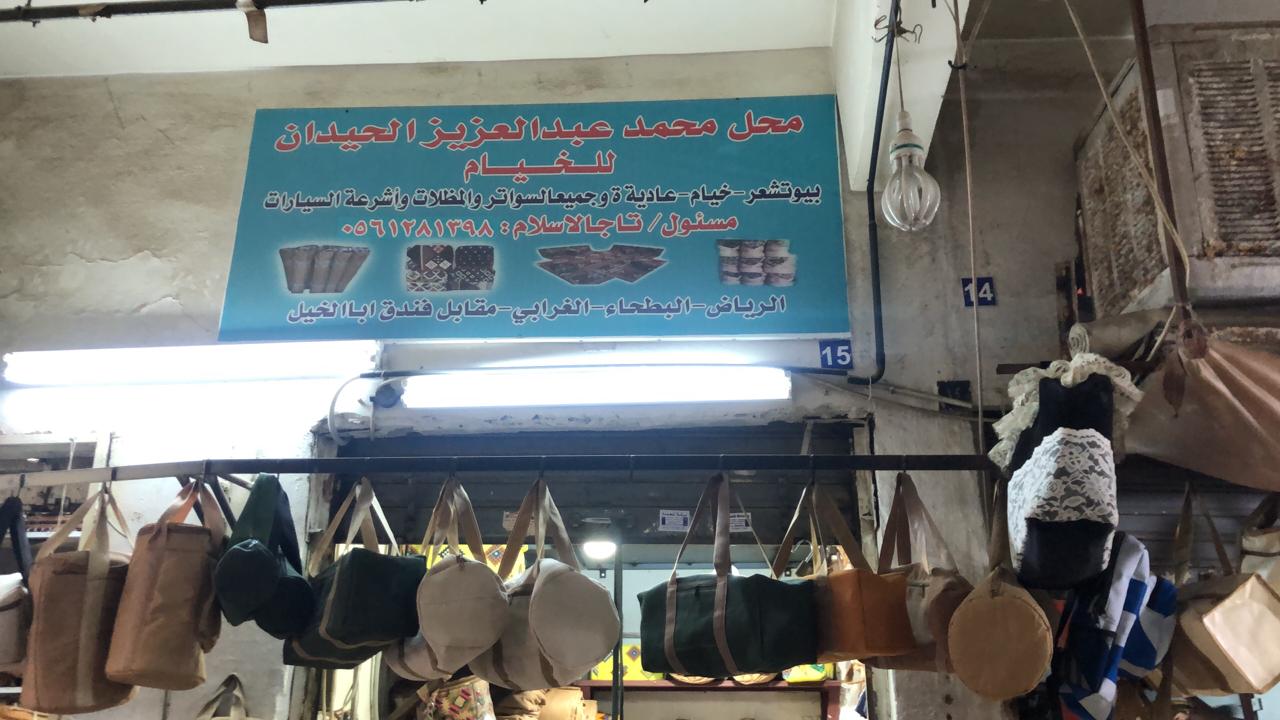 محل محمد عبدالعزيز الحيدان
للخيام
بيوتشعر-خيام-عادية ة وجميعالسواتر والمظلات وأشرعة السيارات
مسئول/ تاجالاسلام: ٠٥٦١٢٨١٣٩٨
الرياض-البطحاء-الغرابي-مقابل فندق اباالخيل
14
15